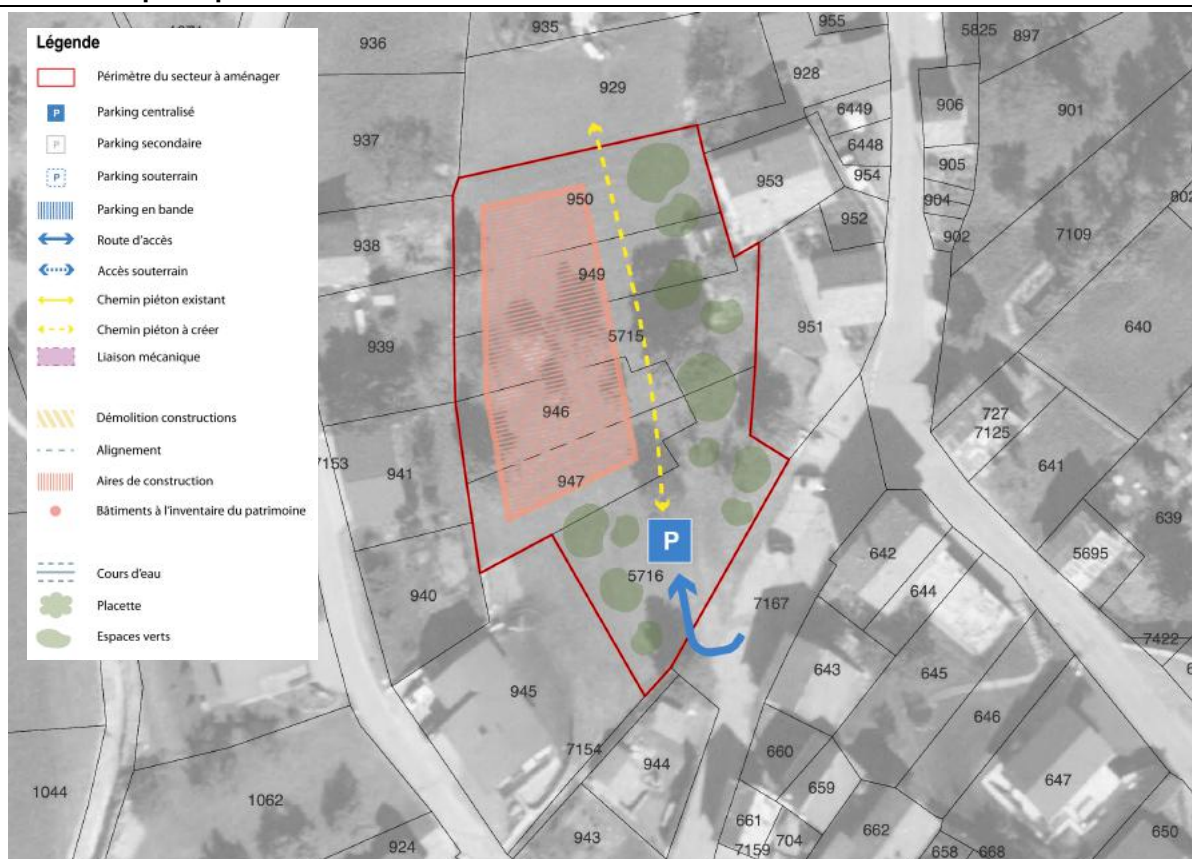 Légende
Périmètre du secteur à aménager
P
Parking centralisé
P
Parking secondaire
P
Parking souterrain
Parking en bande
Route d'accès
Accès souterrain
Chemin piéton existant
Chemin piéton à créer
Liaison mécanique
Démolition constructions
Alignement
Aires de construction
Bâtiments à l'inventaire du patrimoine
Cours d'eau
Placette
Espaces verts
936
935
955
5825
897
929
928
906
901
6449
937
6448
905
953
954
950
904
902
952
902
7109
938
949
951
640
939
5715
946
727
7125
7153
941
641
947
639
P
642
5695
5716
644
940
7167
7422
643
645
945
646
7154
660
944
647
1044
1062
659
661
943
704
662
650
924
7159
658
668